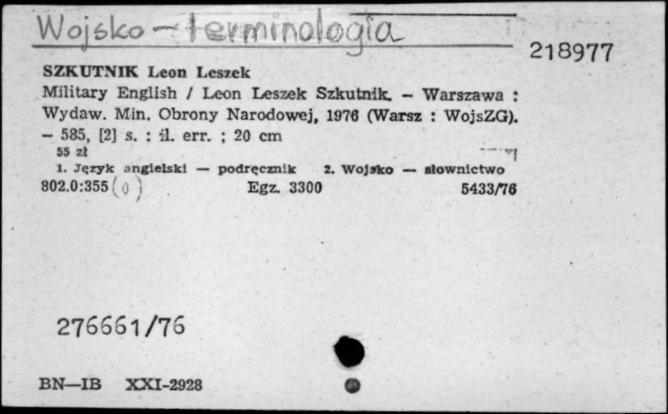 Wojsko - terminologia
218977
SZKUTNIK Leon Leszek
Military English / Leon Leszek Szkutnik. — Warszawa :
Wydaw. Min. Obrony Narodowej, 1976 (Warsz : WojsZG).
— 585, [2] s. : il. err. ; 20 cm
55 zł
1. Język angielski — podręcznik 2. Wojsko — słownictwo
802.0:355(0) Egz. 3300 5433/76
276661/76
BN—IB XXI-2928